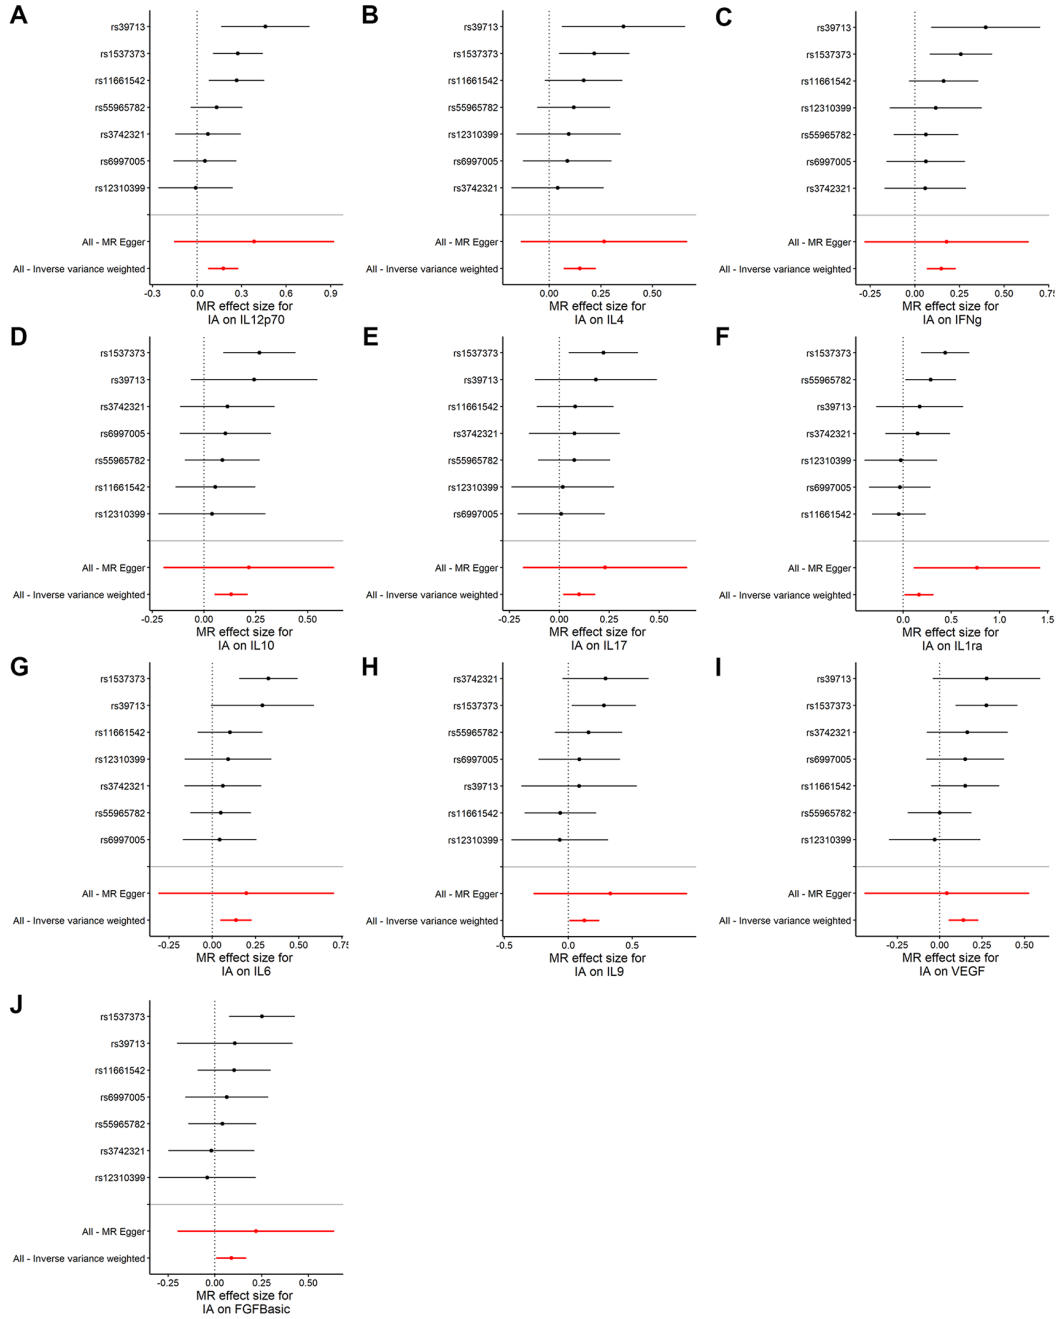 A
rs39713
rs1537373
rs11661542
rs55965782
rs3742321
rs6997005
rs12310399
All - MR Egger
All - Inverse variance weighted
-0.3 0.0 0.3 0.6 0.9
MR effect size for
IA on IL12p70
B
rs39713
rs1537373
rs11661542
rs55965782
rs12310399
rs6997005
rs3742321
All - MR Egger
All - Inverse variance weighted
0.00 0.25 0.50
MR effect size for
IA on IL4
C
rs39713
rs1537373
rs11661542
rs12310399
rs55965782
rs6997005
rs3742321
All - MR Egger
All - Inverse variance weighted
-0.25 0.00 0.25 0.50 0.75
MR effect size for
IA on IFNg
D
rs1537373
rs39713
rs3742321
rs6997005
rs55965782
rs11661542
rs12310399
All - MR Egger
All - Inverse variance weighted
-0.25 0.00 0.25 0.50
MR effect size for
IA on IL10
E
rs1537373
rs39713
rs11661542
rs3742321
rs55965782
rs12310399
rs6997005
All - MR Egger
All - Inverse variance weighted
-0.25 0.00 0.25 0.50
MR effect size for
IA on IL17
F
rs1537373
rs55965782
rs39713
rs3742321
rs12310399
rs6997005
rs11661542
All - MR Egger
All - Inverse variance weighted
0.0 0.5 1.0 1.5
MR effect size for
IA on IL1ra
G
rs1537373
rs39713
rs11661542
rs12310399
rs3742321
rs55965782
rs6997005
All - MR Egger
All - Inverse variance weighted
-0.25 0.00 0.25 0.50 0.75
MR effect size for
IA on IL6
H
rs3742321
rs1537373
rs55965782
rs6997005
rs39713
rs11661542
rs12310399
All - MR Egger
All - Inverse variance weighted
-0.5 0.0 0.5
MR effect size for
IA on IL9
I
rs39713
rs1537373
rs3742321
rs6997005
rs11661542
rs55965782
rs12310399
All - MR Egger
All - Inverse variance weighted
-0.25 0.00 0.25 0.50
MR effect size for
IA on VEGF
J
rs1537373
rs39713
rs11661542
rs6997005
rs55965782
rs3742321
rs12310399
All - MR Egger
All - Inverse variance weighted
-0.25 0.00 0.25 0.50
MR effect size for
IA on FGFBasic